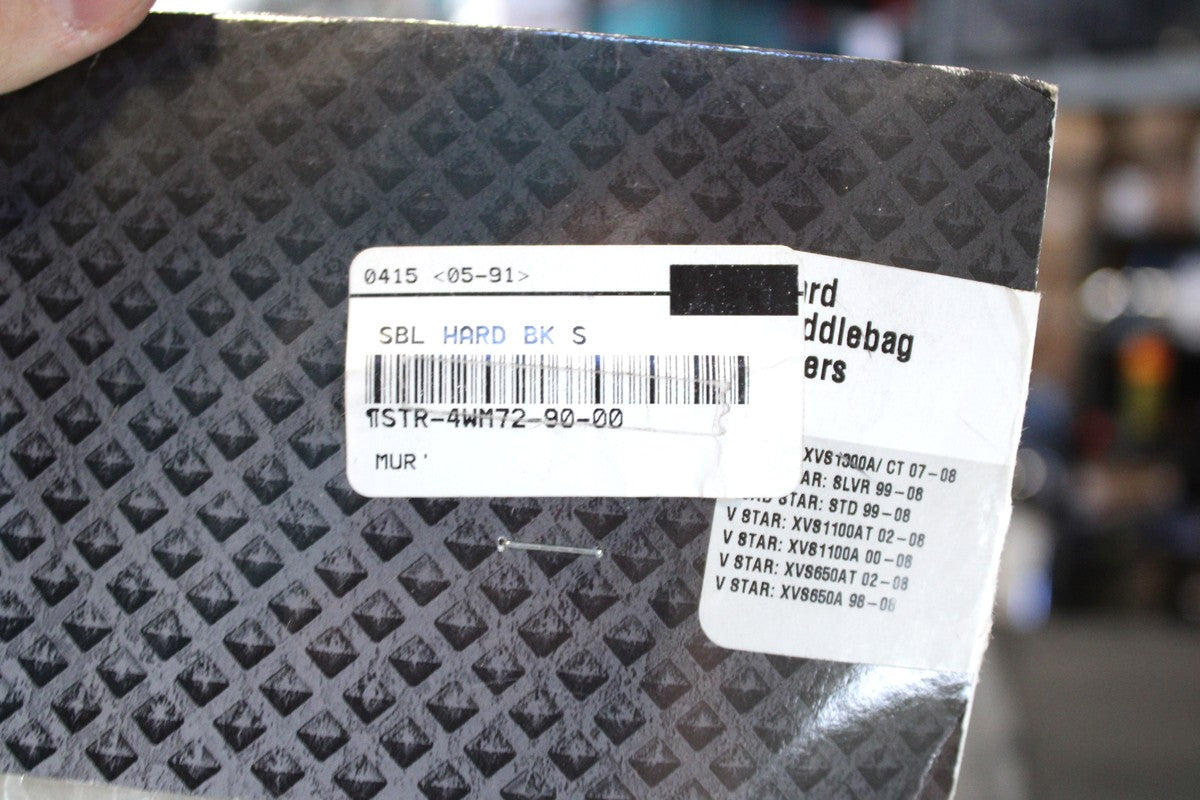 0415 <05-91>
SBL HARD BK S
¶STR-4WM72-90-00
MUR'
rd
ddlebag
ers
XVS1300A/ CT 07-08
AR: SLVR 99-08
STAR: STD 99-08
V STAR: XVS1100AT 02-08
V STAR: XVS1100A 00-08
V STAR: XVS650AT 02-08
V STAR: XVS650A 98-08